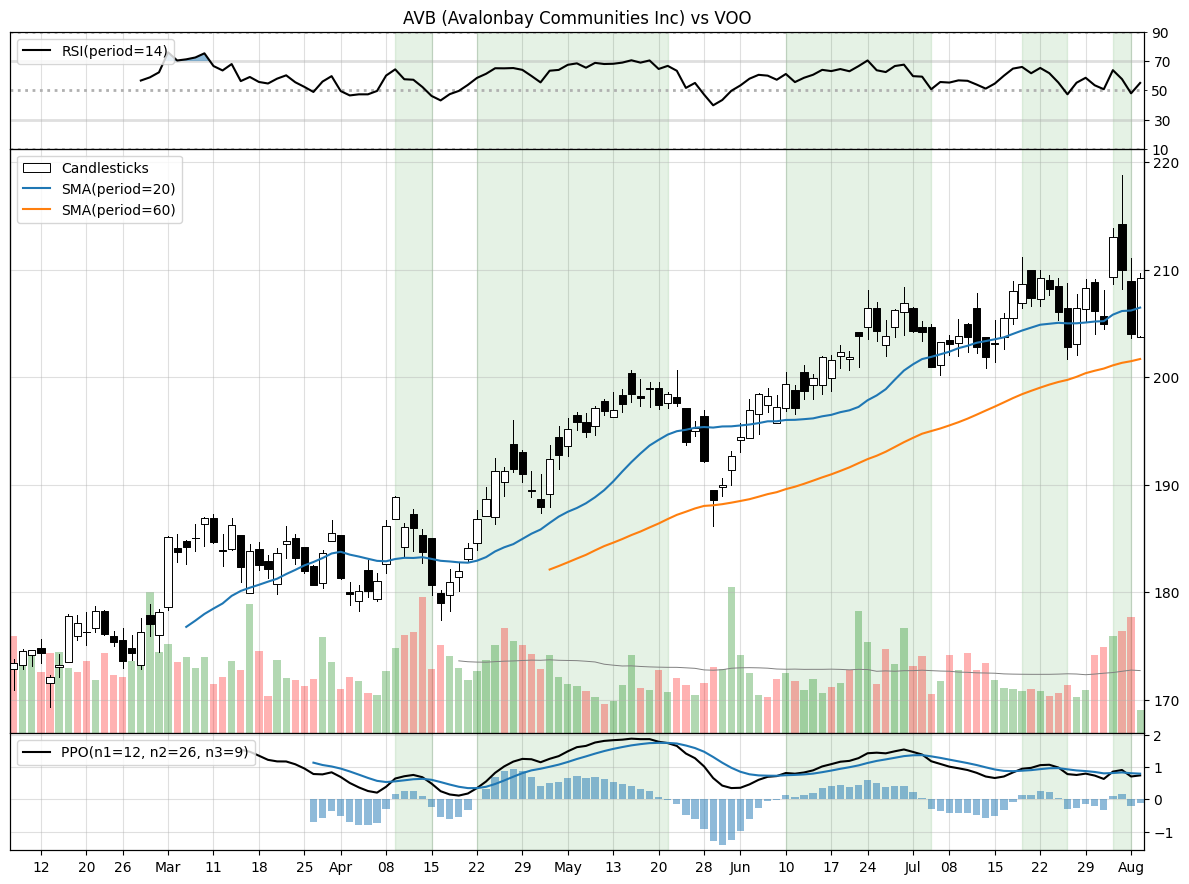 AVB (Avalonbay Communities Inc) vs VOO
RSI(period=14)
90
70
50
30
10
Candlesticks
SMA(period=20)
SMA(period=60)
220
210
200
190
180
170
PPO(n1=12, n2=26, n3=9)
2
1
0
−1
12 20 26 Mar 11 18 25 Apr 08 15 22 29 May 13 20 28 Jun 10 17 24 Jul 08 15 22 29 Aug